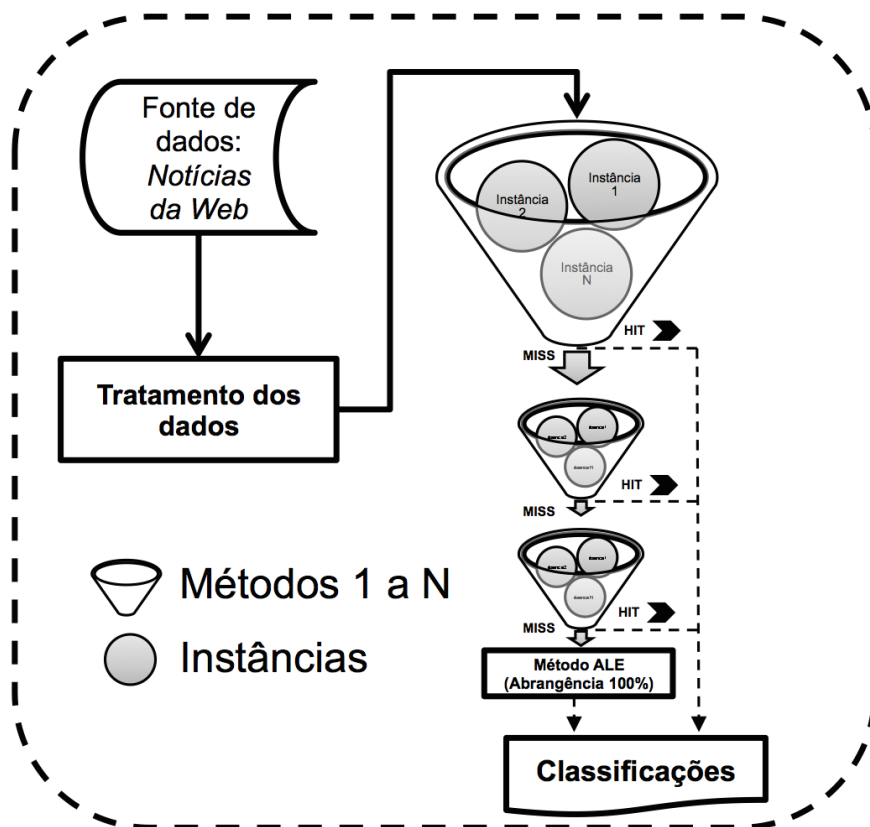 Fonte de
dados:
Notícias
da Web
Instância
1
Instância
2
Instância
N
HIT
MISS
Tratamento dos
dados
HIT
MISS
HIT
MISS
Métodos 1 a N
Instâncias
Método ALE
(Abrangência 100%)
Classificações